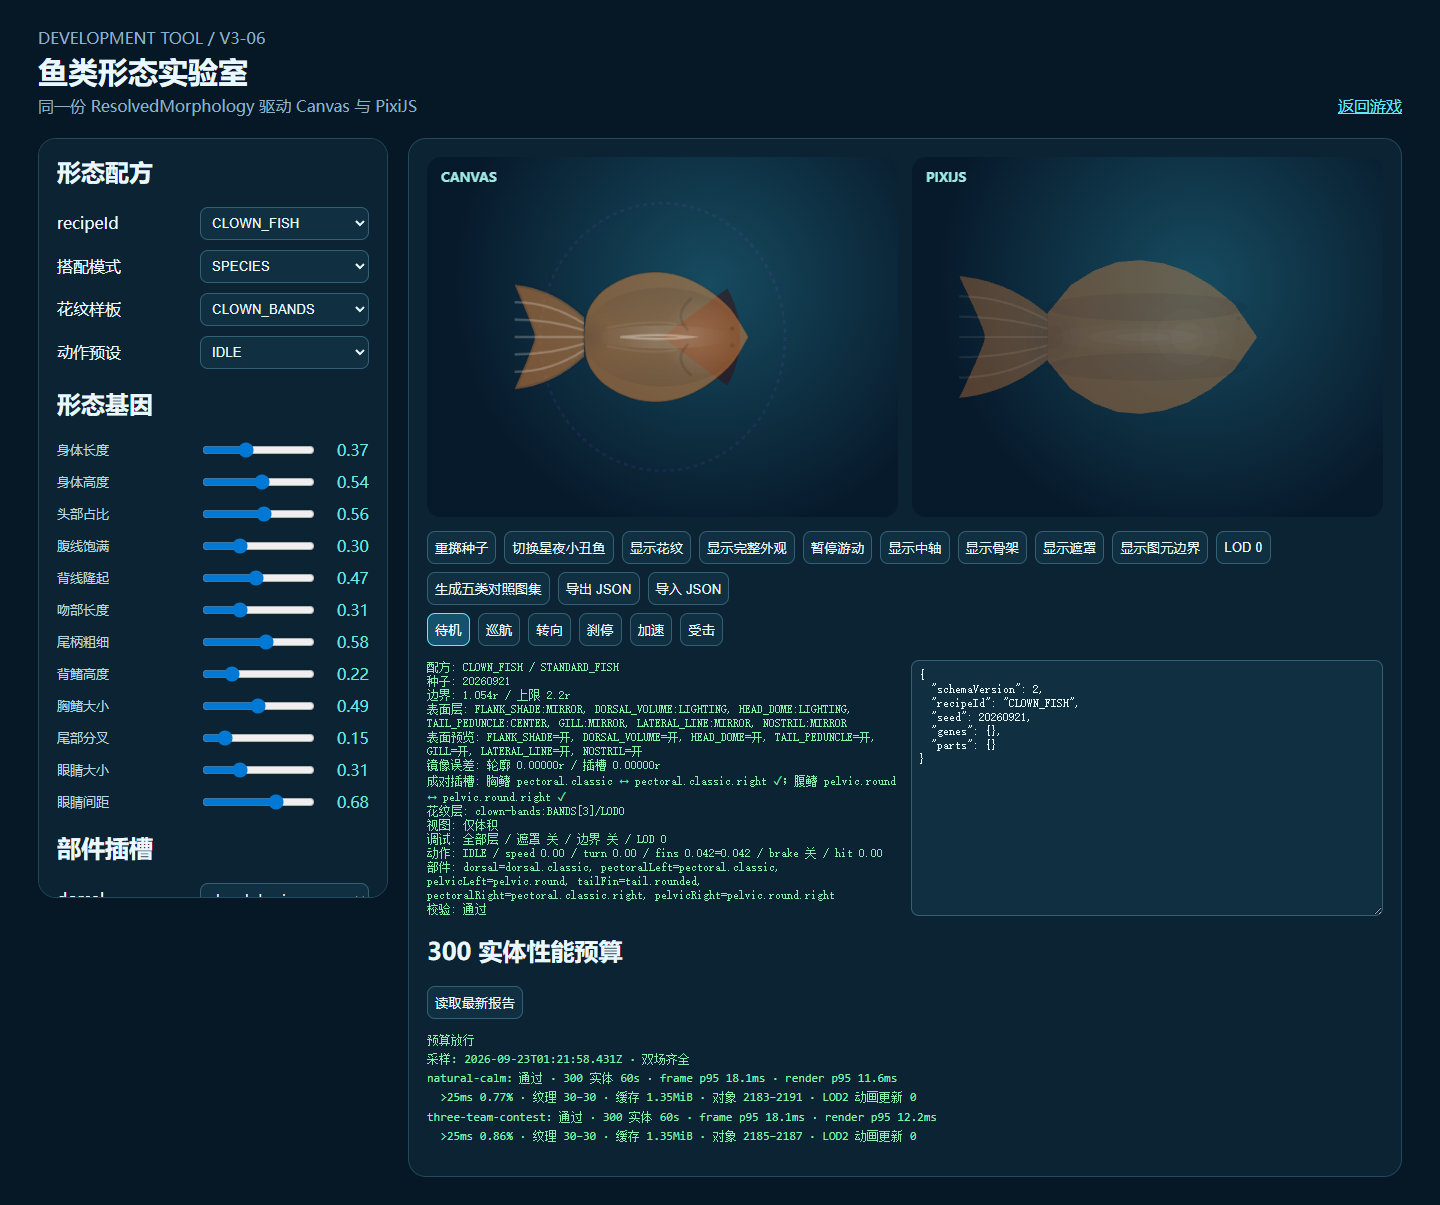 DEVELOPMENT TOOL / V3-06
鱼类形态实验室
同一份 ResolvedMorphology 驱动 Canvas 与 PixiJS
返回游戏
形态配方
recipeId
CLOWN_FISH
搭配模式
SPECIES
花纹样板
CLOWN_BANDS
动作预设
IDLE
形态基因
身体长度 0.37
身体高度 0.54
头部占比 0.56
腹线饱满 0.30
背线隆起 0.47
吻部长度 0.31
尾柄粗细 0.58
背鳍高度 0.22
胸鳍大小 0.49
尾部分叉 0.15
眼睛大小 0.31
眼睛间距 0.68
部件插槽
CANVAS
PIXIJS
重掷种子 切换星夜小丑鱼 显示花纹 显示完整外观 暂停游动 显示中轴 显示骨架 显示遮罩 显示图元边界 LOD 0
生成五类对照图集 导出 JSON 导入 JSON
待机 巡航 转向 刹停 加速 受击
配方: CLOWN_FISH / STANDARD_FISH
种子: 20260921
边界: 1.054r / 上限 2.2r
表面层: FLANK_SHADE:MIRROR, DORSAL_VOLUME:LIGHTING, HEAD_DOME:LIGHTING,
TAIL_PEDUNCLE:CENTER, GILL:MIRROR, LATERAL_LINE:MIRROR, NOSTRIL:MIRROR
表面预览: FLANK_SHADE=开, DORSAL_VOLUME=开, HEAD_DOME=开, TAIL_PEDUNCLE=开,
GILL=开, LATERAL_LINE=开, NOSTRIL=开
镜像误差: 轮廓 0.00000r / 插槽 0.00000r
成对插槽: 胸鳍 pectoral.classic ↔ pectoral.classic.right ✓; 腹鳍 pelvic.round
↔ pelvic.round.right ✓
花纹层: clown-bands:BANDS[3]/LOD0
视图: 仅体积
调试: 全部层 / 遮罩 关 / 边界 关 / LOD 0
动作: IDLE / speed 0.00 / turn 0.00 / fins 0.042=0.042 / brake 关 / hit 0.00
部件: dorsal=dorsal.classic, pectoralLeft=pectoral.classic,
pelvicLeft=pelvic.round, tailFin=tail.rounded,
pectoralRight=pectoral.classic.right, pelvicRight=pelvic.round.right
校验: 通过
{
"schemaVersion": 2,
"recipeId": "CLOWN_FISH",
"seed": 20260921,
"genes": {},
"parts": {}
}
300 实体性能预算
读取最新报告
预算放行
采样: 2026-09-23T01:21:58.431Z · 双场齐全
natural-calm: 通过 · 300 实体 60s · frame p95 18.1ms · render p95 11.6ms
>25ms 0.77% · 纹理 30-30 · 缓存 1.35MiB · 对象 2183-2191 · LOD2 动画更新 0
three-team-contest: 通过 · 300 实体 60s · frame p95 18.1ms · render p95 12.2ms
>25ms 0.86% · 纹理 30-30 · 缓存 1.35MiB · 对象 2185-2187 · LOD2 动画更新 0